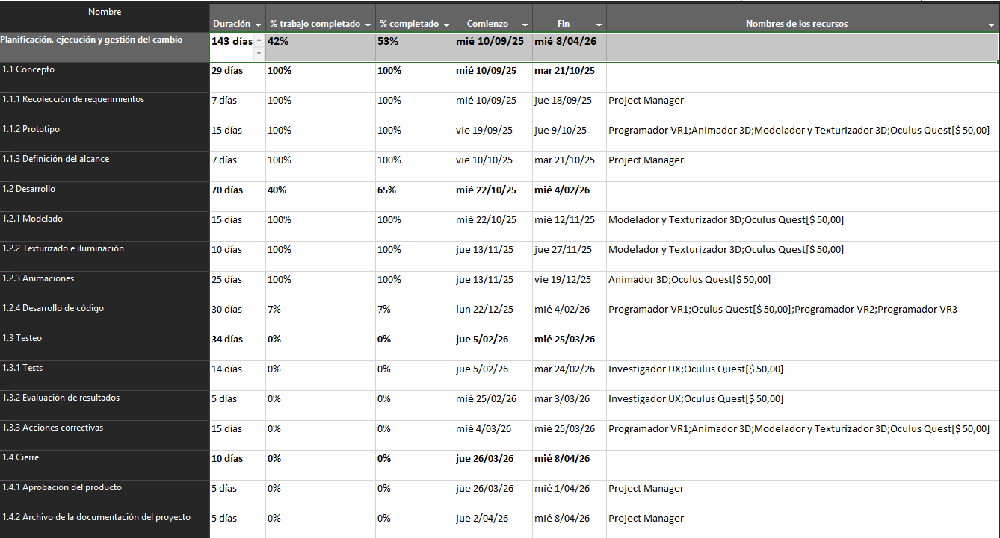 Nombre Duración % trabajo completado % completado Comienzo Fin Nombres de los recursos
Planificación, ejecución y gestión del cambio 143 días 42% 53% mié 10/09/25 mié 8/04/26
1.1 Concepto 29 días 100% 100% mié 10/09/25 mar 21/10/25
1.1.1 Recolección de requerimientos 7 días 100% 100% mié 10/09/25 jue 18/09/25 Project Manager
1.1.2 Prototipo 15 días 100% 100% vie 19/09/25 jue 9/10/25 Programador VR1;Animador 3D;Modelador y Texturizador 3D;Oculus Quest[$ 50,00]
1.1.3 Definición del alcance 7 días 100% 100% vie 10/10/25 mar 21/10/25 Project Manager
1.2 Desarrollo 70 días 40% 65% mié 22/10/25 mié 4/02/26
1.2.1 Modelado 15 días 100% 100% mié 22/10/25 mié 12/11/25 Modelador y Texturizador 3D;Oculus Quest[$ 50,00]
1.2.2 Texturizado e iluminación 10 días 100% 100% jue 13/11/25 jue 27/11/25 Modelador y Texturizador 3D;Oculus Quest[$ 50,00]
1.2.3 Animaciones 25 días 100% 100% jue 13/11/25 vie 19/12/25 Animador 3D;Oculus Quest[$ 50,00]
1.2.4 Desarrollo de código 30 días 7% 7% lun 22/12/25 mié 4/02/26 Programador VR1;Oculus Quest[$ 50,00];Programador VR2;Programador VR3
1.3 Testeo 34 días 0% 0% jue 5/02/26 mié 25/03/26
1.3.1 Tests 14 días 0% 0% jue 5/02/26 mar 24/02/26 Investigador UX;Oculus Quest[$ 50,00]
1.3.2 Evaluación de resultados 5 días 0% 0% mié 25/02/26 mar 3/03/26 Investigador UX;Oculus Quest[$ 50,00]
1.3.3 Acciones correctivas 15 días 0% 0% mié 4/03/26 mié 25/03/26 Programador VR1;Animador 3D;Modelador y Texturizador 3D;Oculus Quest[$ 50,00]
1.4 Cierre 10 días 0% 0% jue 26/03/26 mié 8/04/26
1.4.1 Aprobación del producto 5 días 0% 0% jue 26/03/26 mié 1/04/26 Project Manager
1.4.2 Archivo de la documentación del proyecto 5 días 0% 0% jue 2/04/26 mié 8/04/26 Project Manager